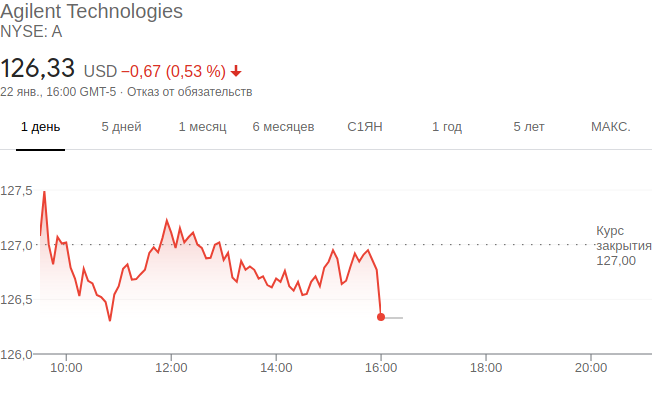 Agilent Technologies
NYSE: A
126,33 USD −0,67 (0,53 %)
22 янв., 16:00 GMT-5 · Отказ от обязательств
1 день 5 дней 1 месяц 6 месяцев С1ЯН 1 год 5 лет МАКС.
127,5
127,0
126,5
126,0
Курс
закрытия
127,00
10:00 12:00 14:00 16:00 18:00 20:00